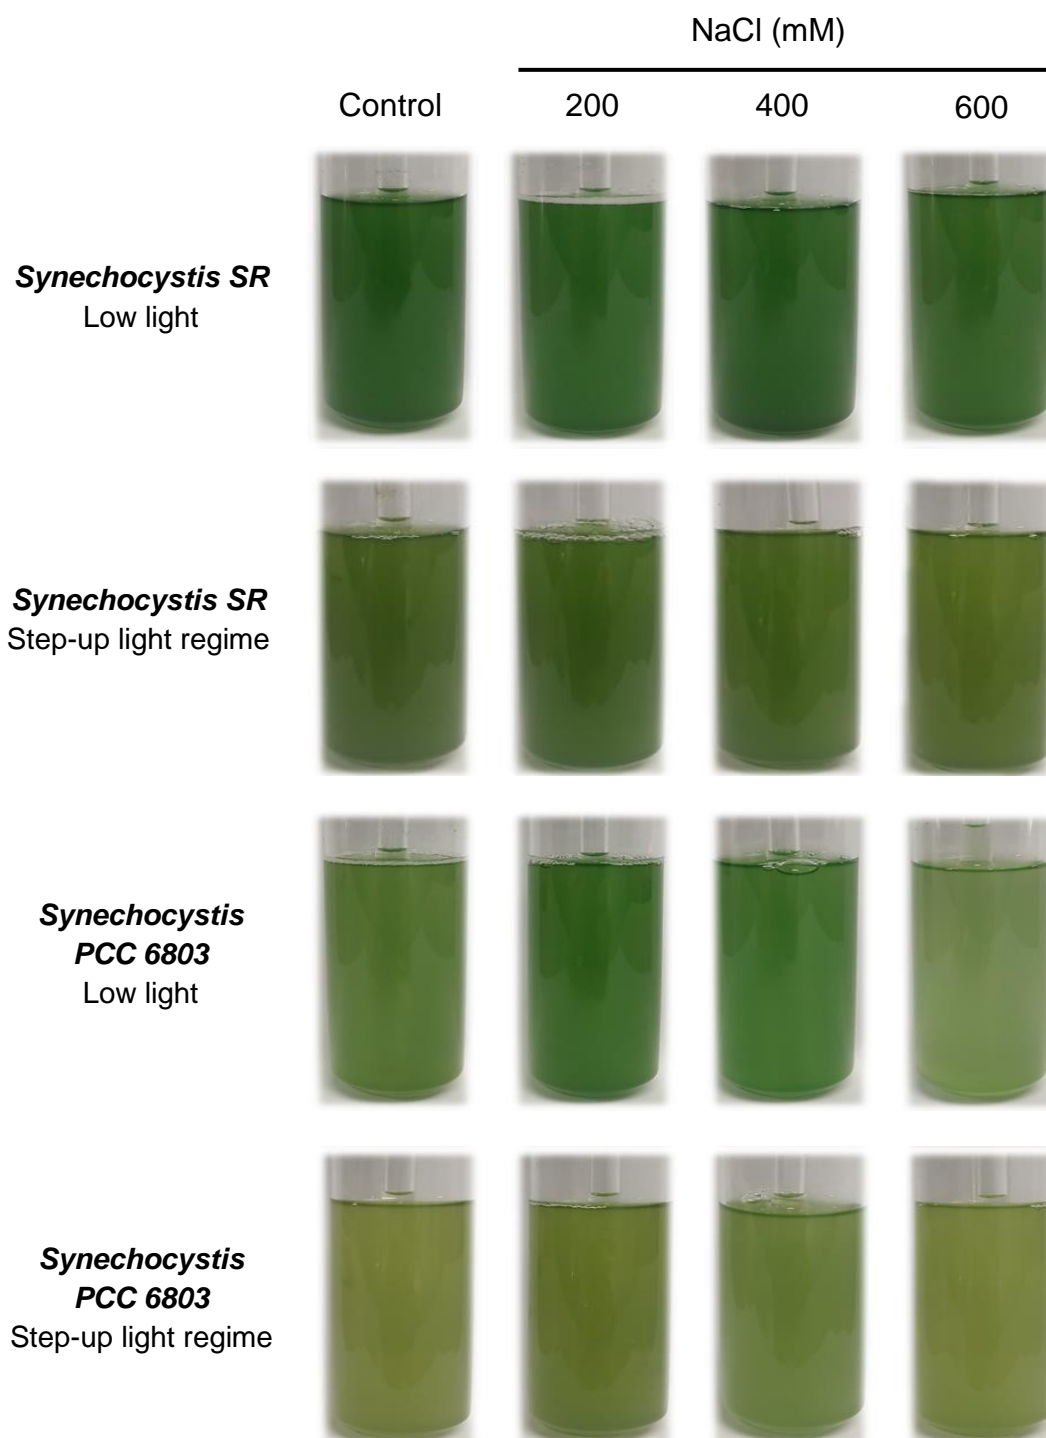 NaCl (mM)
Control 200 400 600
Synechocystis SR
Low light
Synechocystis SR
Step-up light regime
Synechocystis
PCC 6803
Low light
Synechocystis
PCC 6803
Step-up light regime